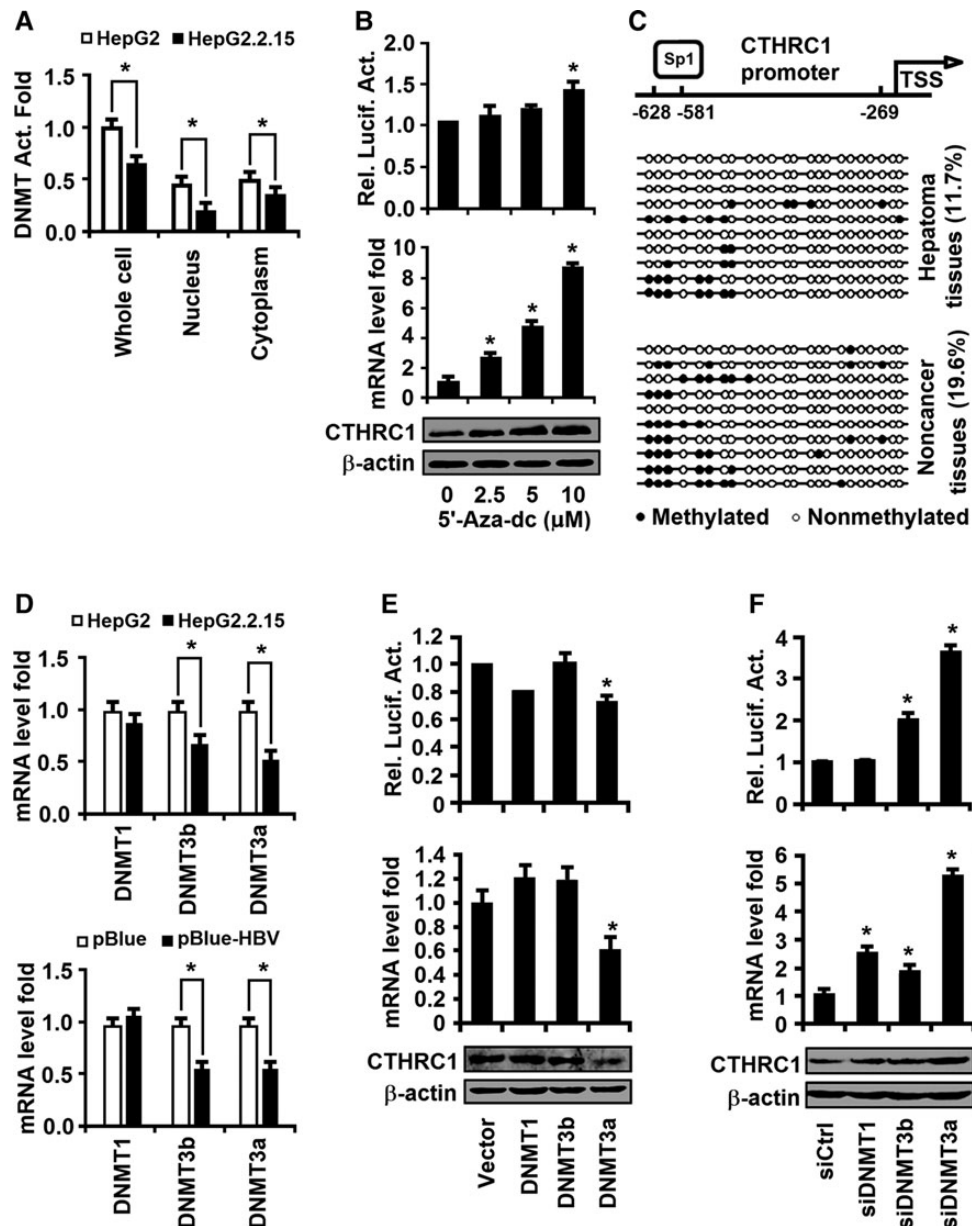 A
HepG2 HepG2.2.15
DNMT Act. Fold
1.5
1.0
0.5
0.0
* * *
Whole cell
Nucleus
Cytoplasm
B
Rel. Lucif. Act.
2.0
1.5
1.0
0.5
0.0
*
mRNA level fold
10
8
6
4
2
0
* * *
CTHRC1
β-actin
0 2.5 5 10
5'-Aza-dc (µM)
C
Sp1
CTHRC1
promoter
TSS
-628 -581 -269
Hepatoma
tissues (11.7%)
Noncancer
tissues (19.6%)
Methylated Nonmethylated
D
HepG2 HepG2.2.15
mRNA level fold
1.5
1.0
0.5
0.0
* *
DNMT1
DNMT3b
DNMT3a
pBlue pBlue-HBV
mRNA level fold
1.5
1.0
0.5
0.0
* *
DNMT1
DNMT3b
DNMT3a
E
Rel. Lucif. Act.
1.2
1.0
0.8
0.6
0.4
0.2
0
*
mRNA level fold
1.4
1.2
1.0
0.8
0.6
0.4
0.2
0
*
CTHRC1
β-actin
Vector
DNMT1
DNMT3b
DNMT3a
F
Rel. Lucif. Act.
4
3
2
1
0
* *
mRNA level fold
6
5
4
3
2
1
0
* * *
CTHRC1
β-actin
siCtrl
siDNMT1
siDNMT3b
siDNMT3a